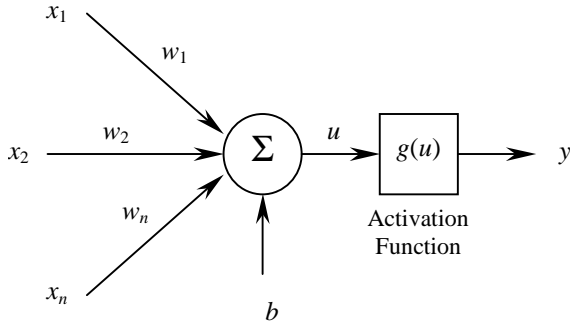 x₁
w₁
x₂
w₂
Σ
u
g(u)
y
wₙ
Activation
Function
xₙ
b